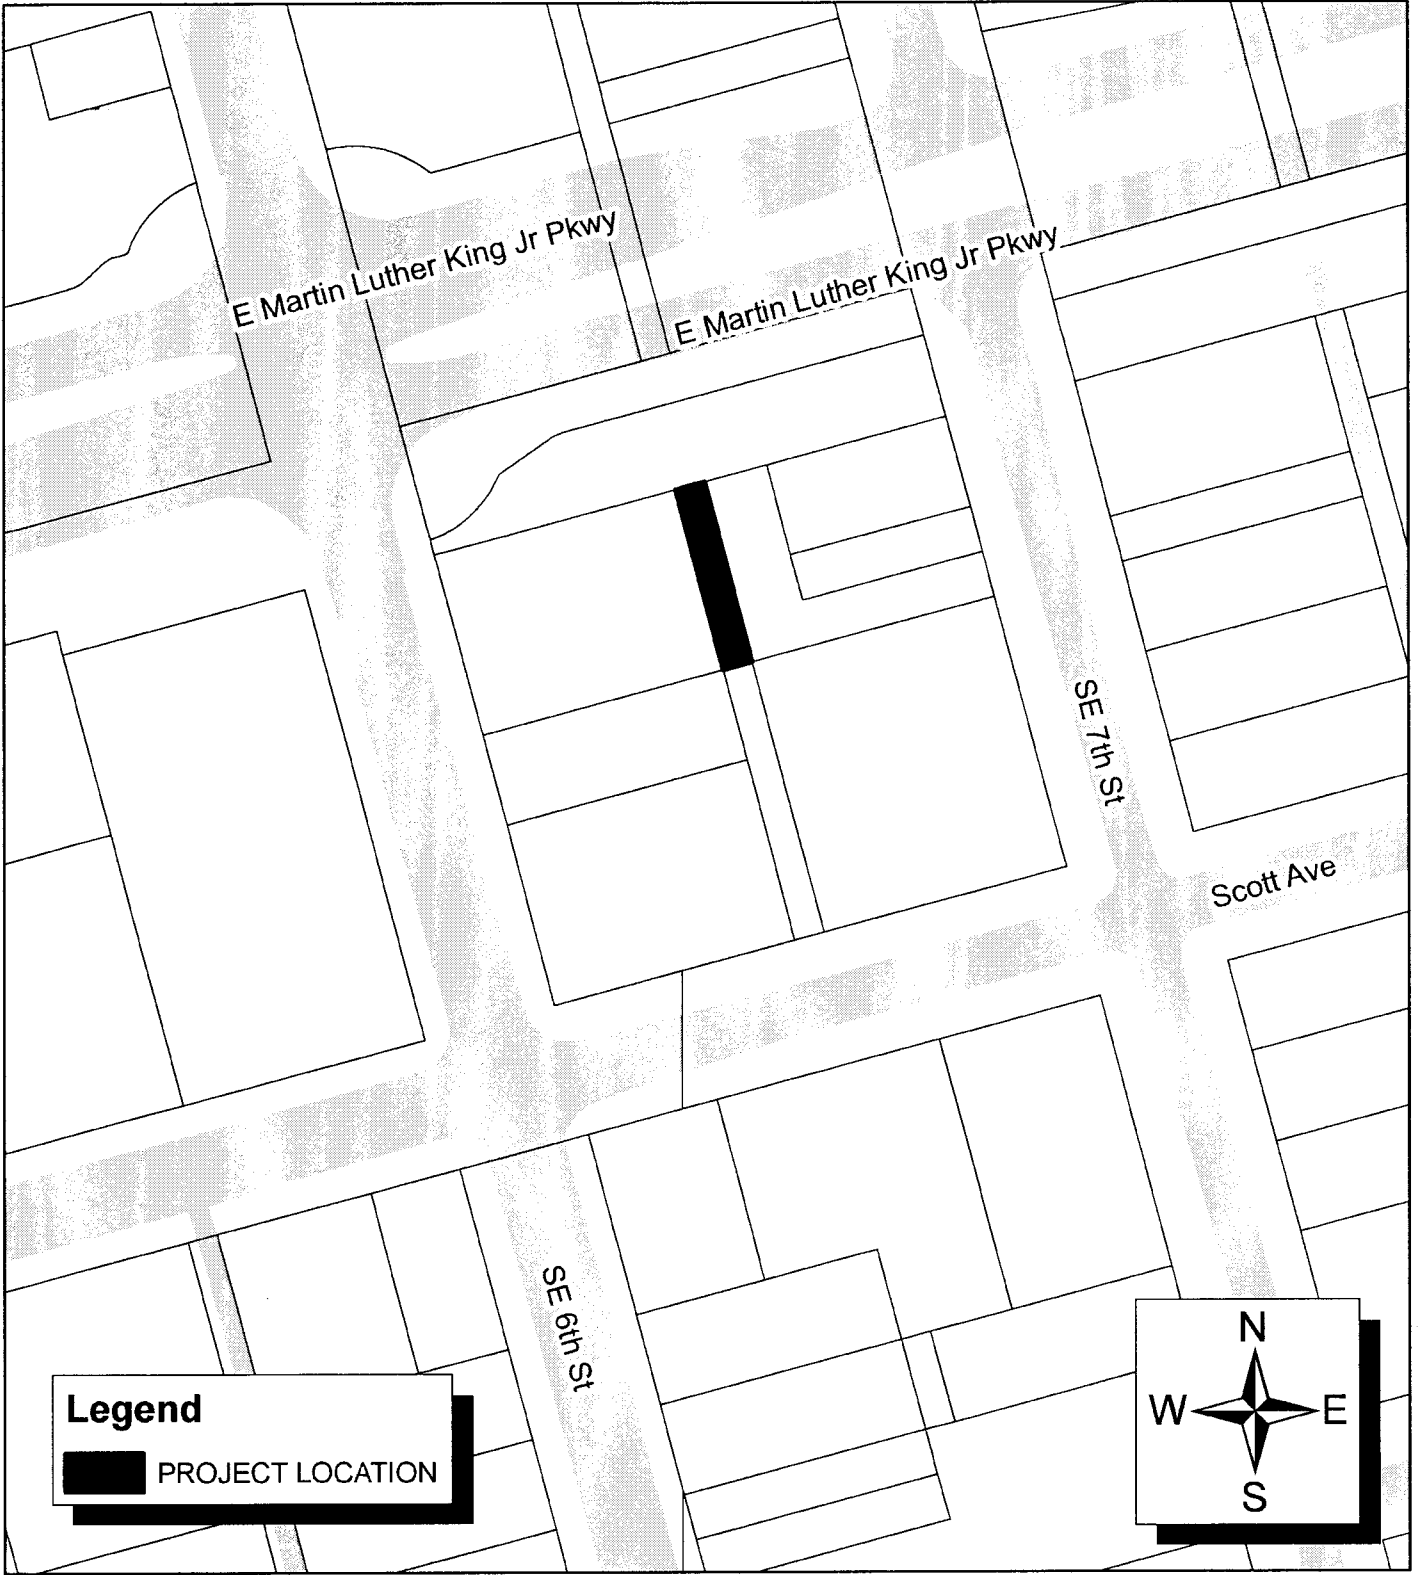 E Martin Luther King Jr Pkwy
E Martin Luther King Jr Pkwy
SE 7th St
Scott Ave
SE 6th St
Legend
PROJECT LOCATION
N
W
E
S